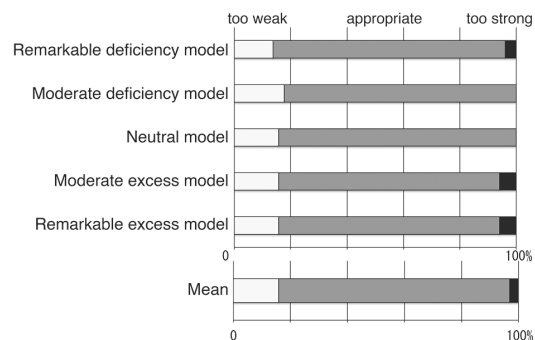 too weak appropriate too strong
Remarkable deficiency model
Moderate deficiency model
Neutral model
Moderate excess model
Remarkable excess model
0 100%
Mean
0 100%